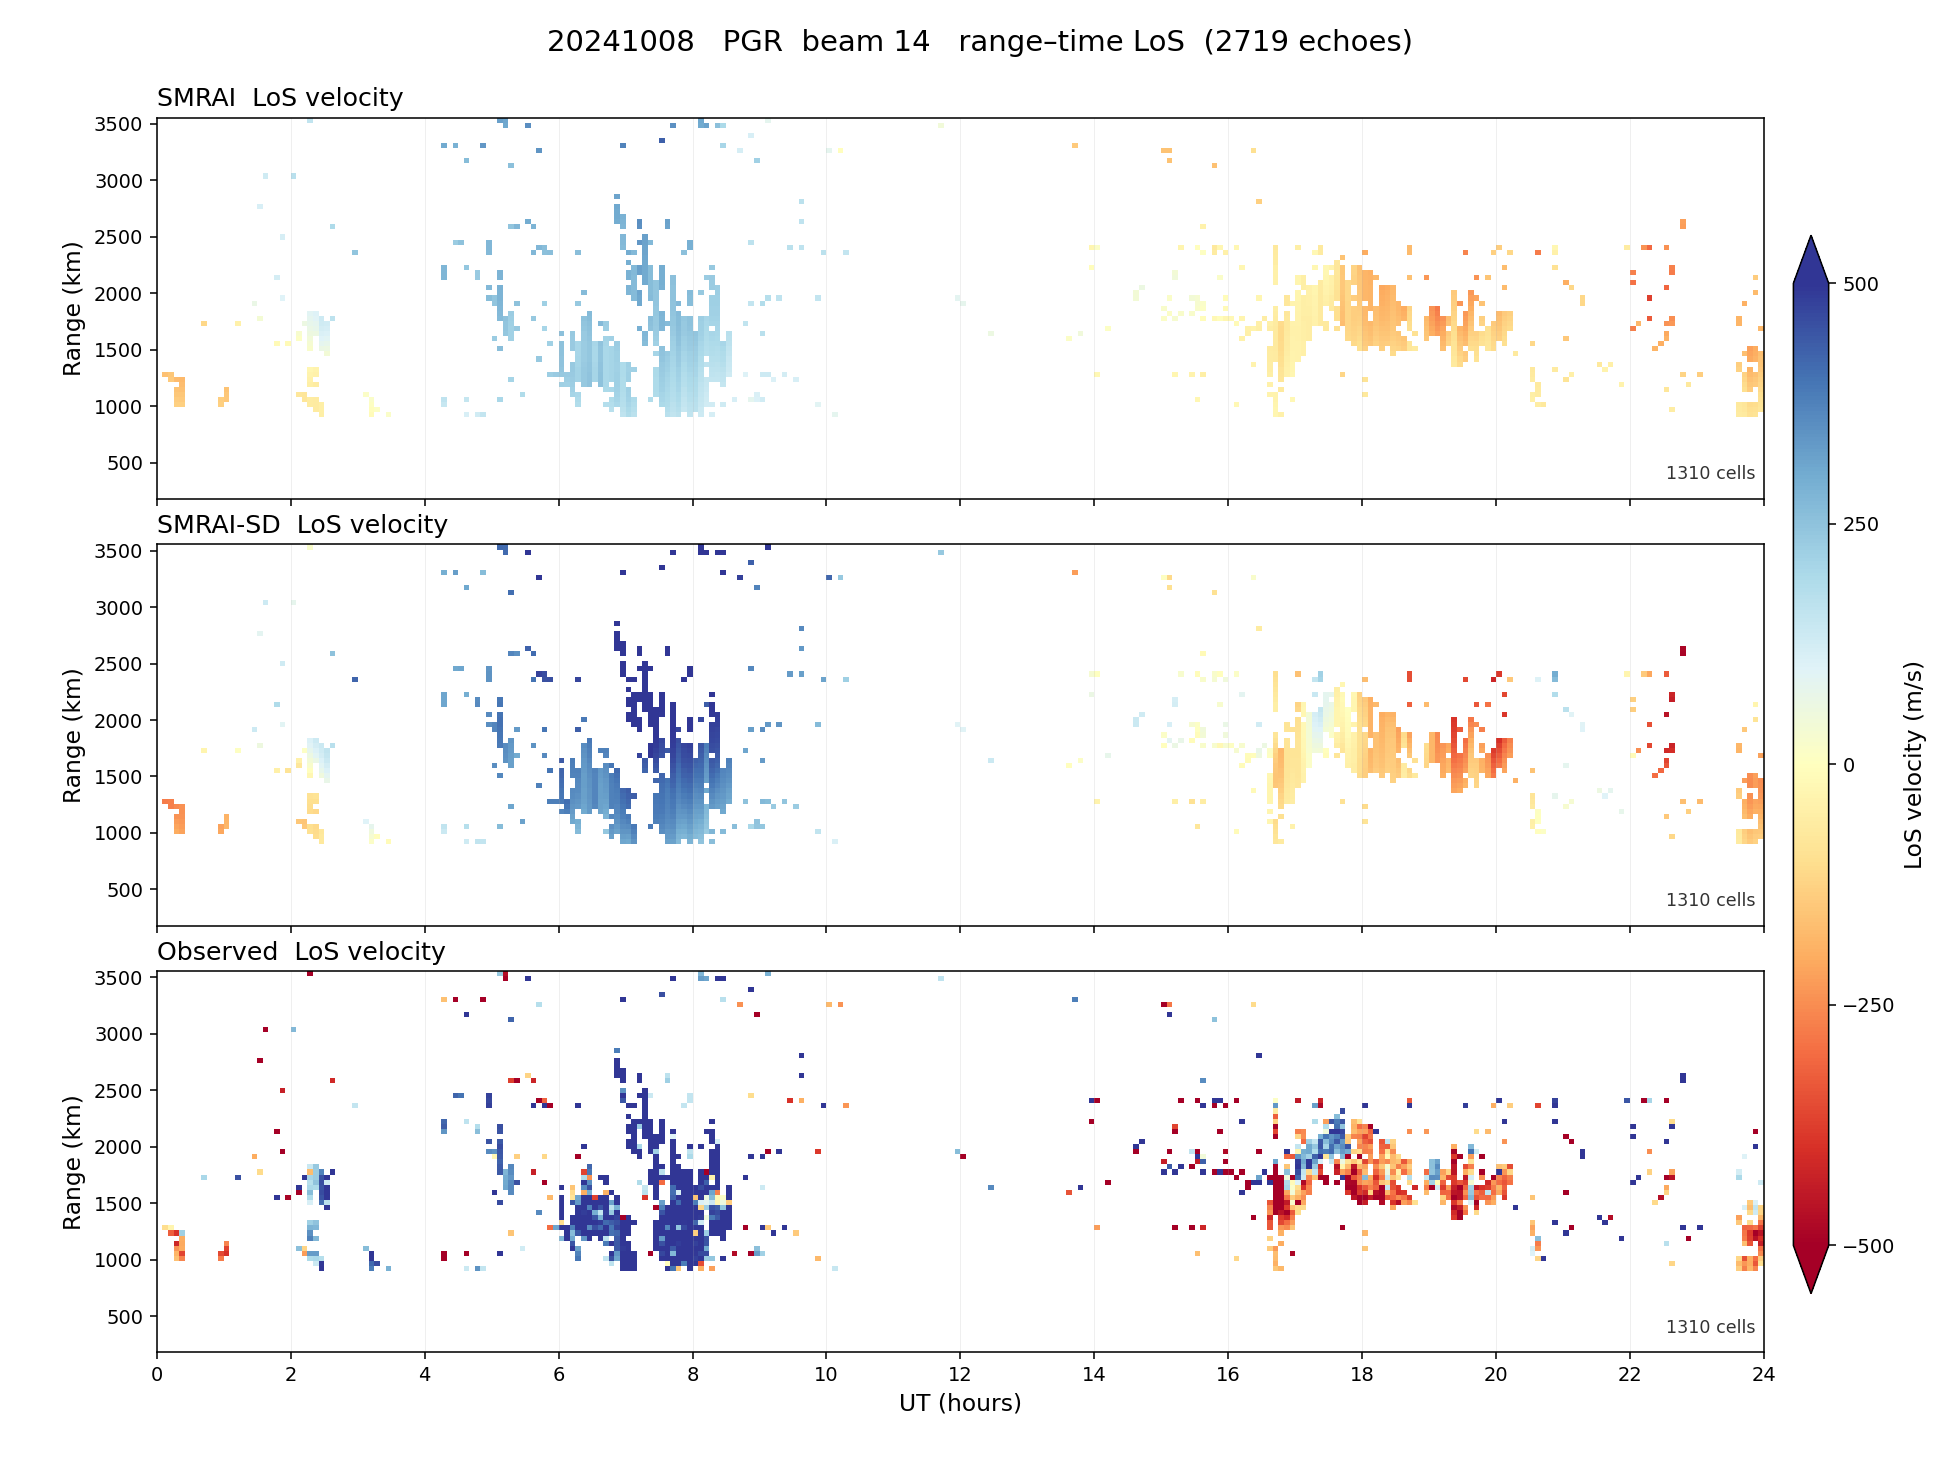 20241008 PGR beam 14 range–time LoS (2719 echoes)
SMRAI LoS velocity
3500
3000
2500
2000
1500
1000
500
Range (km)
1310 cells
SMRAI-SD LoS velocity
3500
3000
2500
2000
1500
1000
500
Range (km)
1310 cells
Observed LoS velocity
3500
3000
2500
2000
1500
1000
500
Range (km)
1310 cells
0 2 4 6 8 10 12 14 16 18 20 22 24
UT (hours)
500
250
0
−250
−500
LoS velocity (m/s)